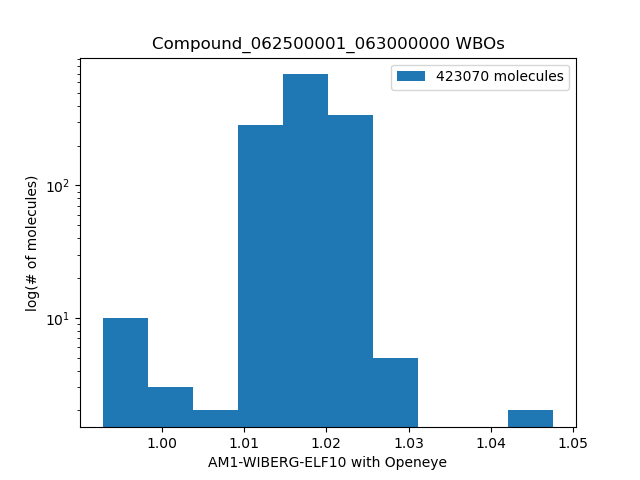 Compound_062500001_063000000 WBOs
423070 molecules
log(# of molecules)
10²
10¹
1.00 1.01 1.02 1.03 1.04 1.05
AM1-WIBERG-ELF10 with Openeye